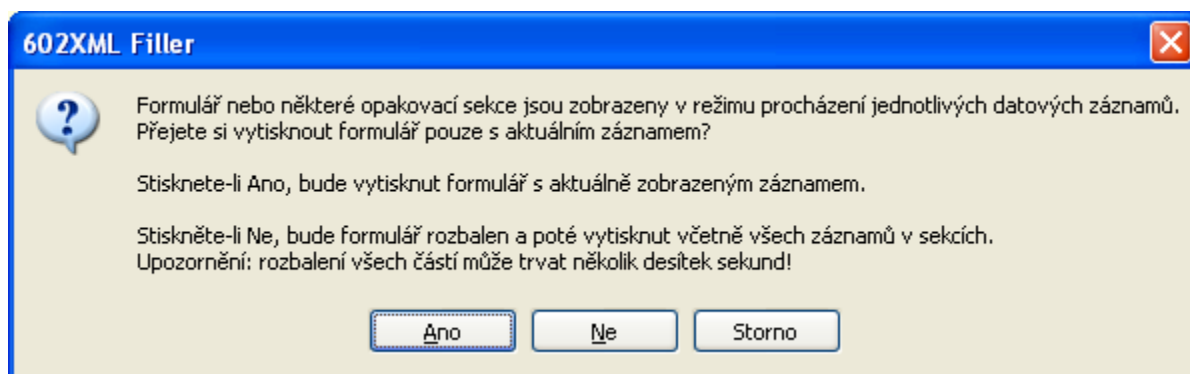 602XML Filler
Formulář nebo některé opakovací sekce jsou zobrazeny v režimu procházení jednotlivých datových záznamů.
Přejete si vytisknout formulář pouze s aktuálním záznamem?
Stisknete-li Ano, bude vytisknut formulář s aktuálně zobrazeným záznamem.
Stiskněte-li Ne, bude formulář rozbalen a poté vytisknut včetně všech záznamů v sekcích.
Upozornění: rozbalení všech částí může trvat několik desítek sekund!
Ano Ne Storno